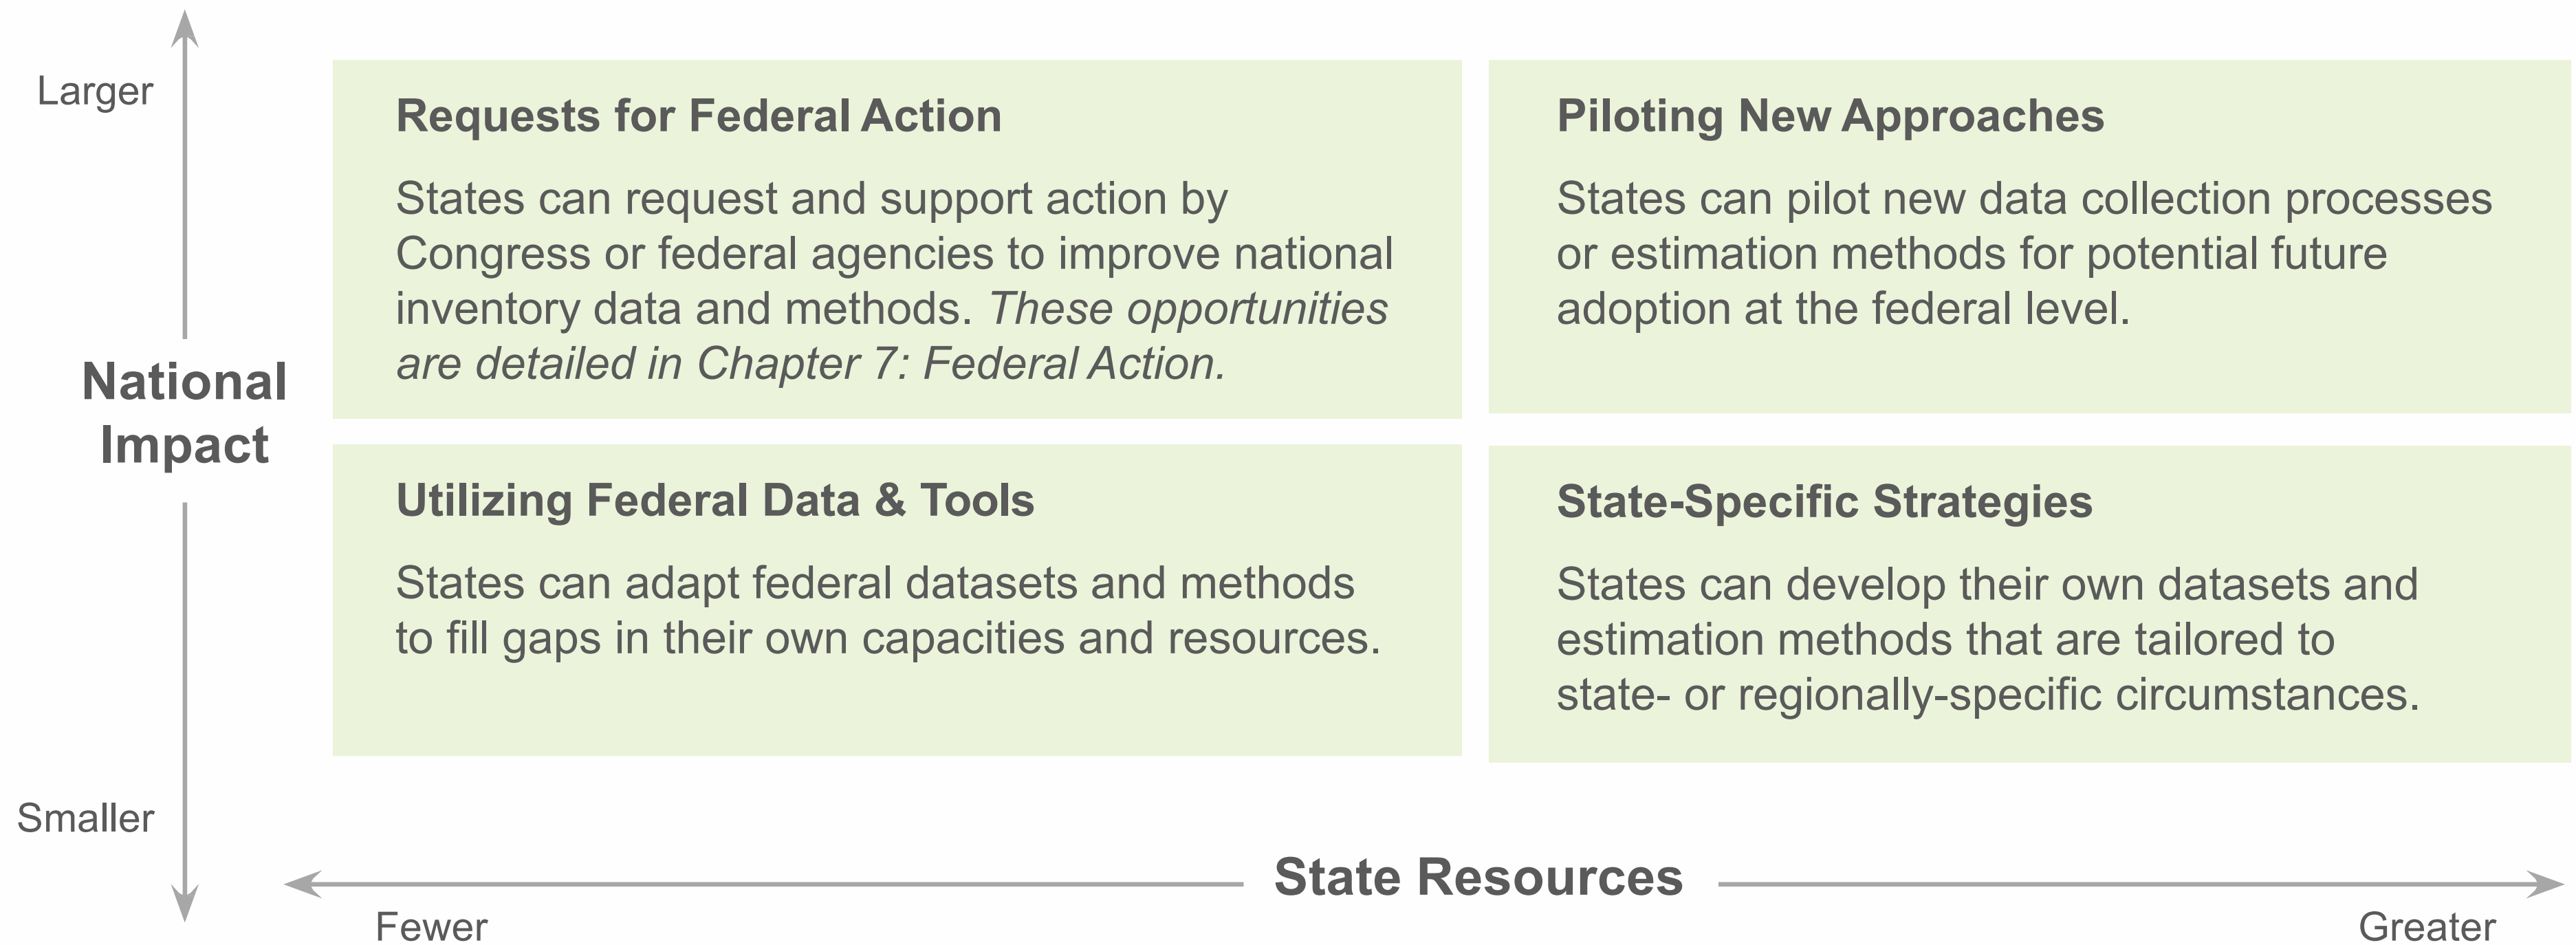 Larger
National
Impact
Smaller
Requests for Federal Action
States can request and support action by
Congress or federal agencies to improve national
inventory data and methods. These opportunities
are detailed in Chapter 7: Federal Action.
Piloting New Approaches
States can pilot new data collection processes
or estimation methods for potential future
adoption at the federal level.
Utilizing Federal Data & Tools
States can adapt federal datasets and methods
to fill gaps in their own capacities and resources.
State-Specific Strategies
States can develop their own datasets and
estimation methods that are tailored to
state- or regionally-specific circumstances.
State Resources
Fewer
Greater